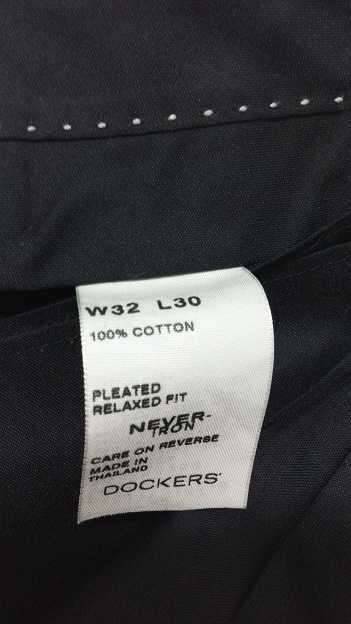 W32 L30
100% COTTON
PLEATED
RELAXED FIT
NEVER-
IRON
CARE ON REVERSE
MADE IN
THAILAND
DOCKERS'